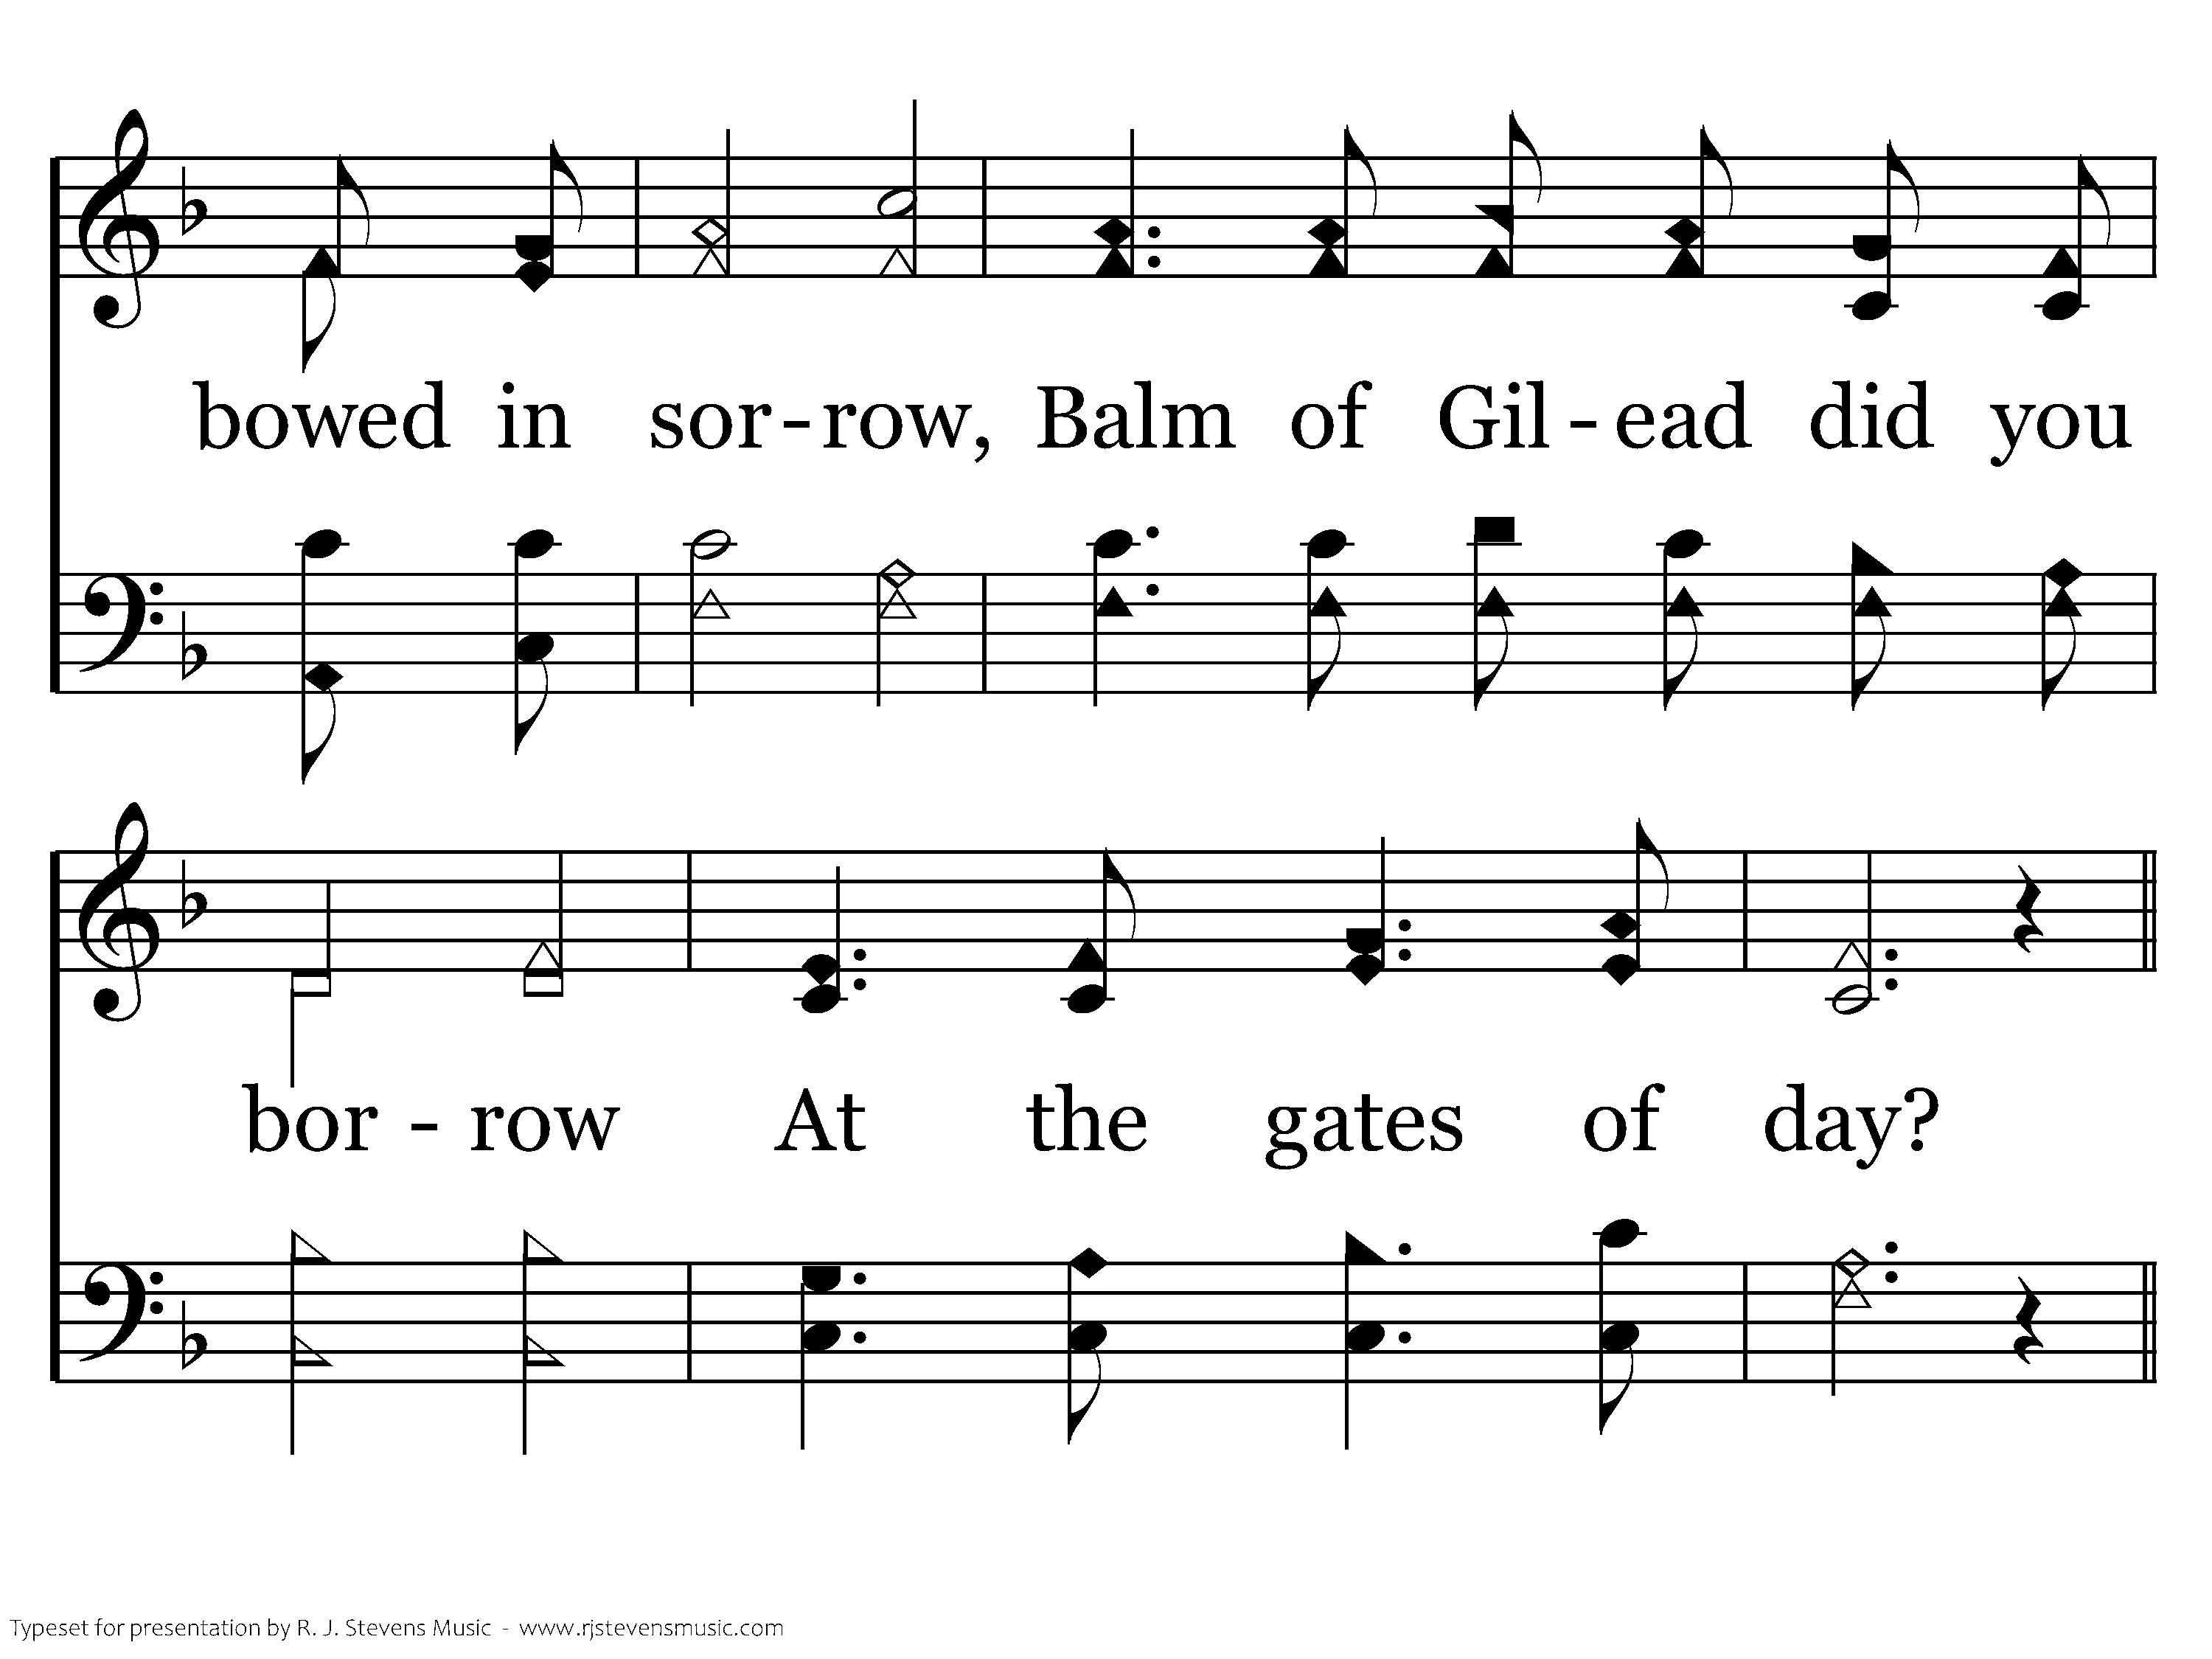 bowed in sor-row, Balm of Gil-ead did you
bor - row At the gates of day?
Typeset for presentation by R. J. Stevens Music - www.rjstevensmusic.com